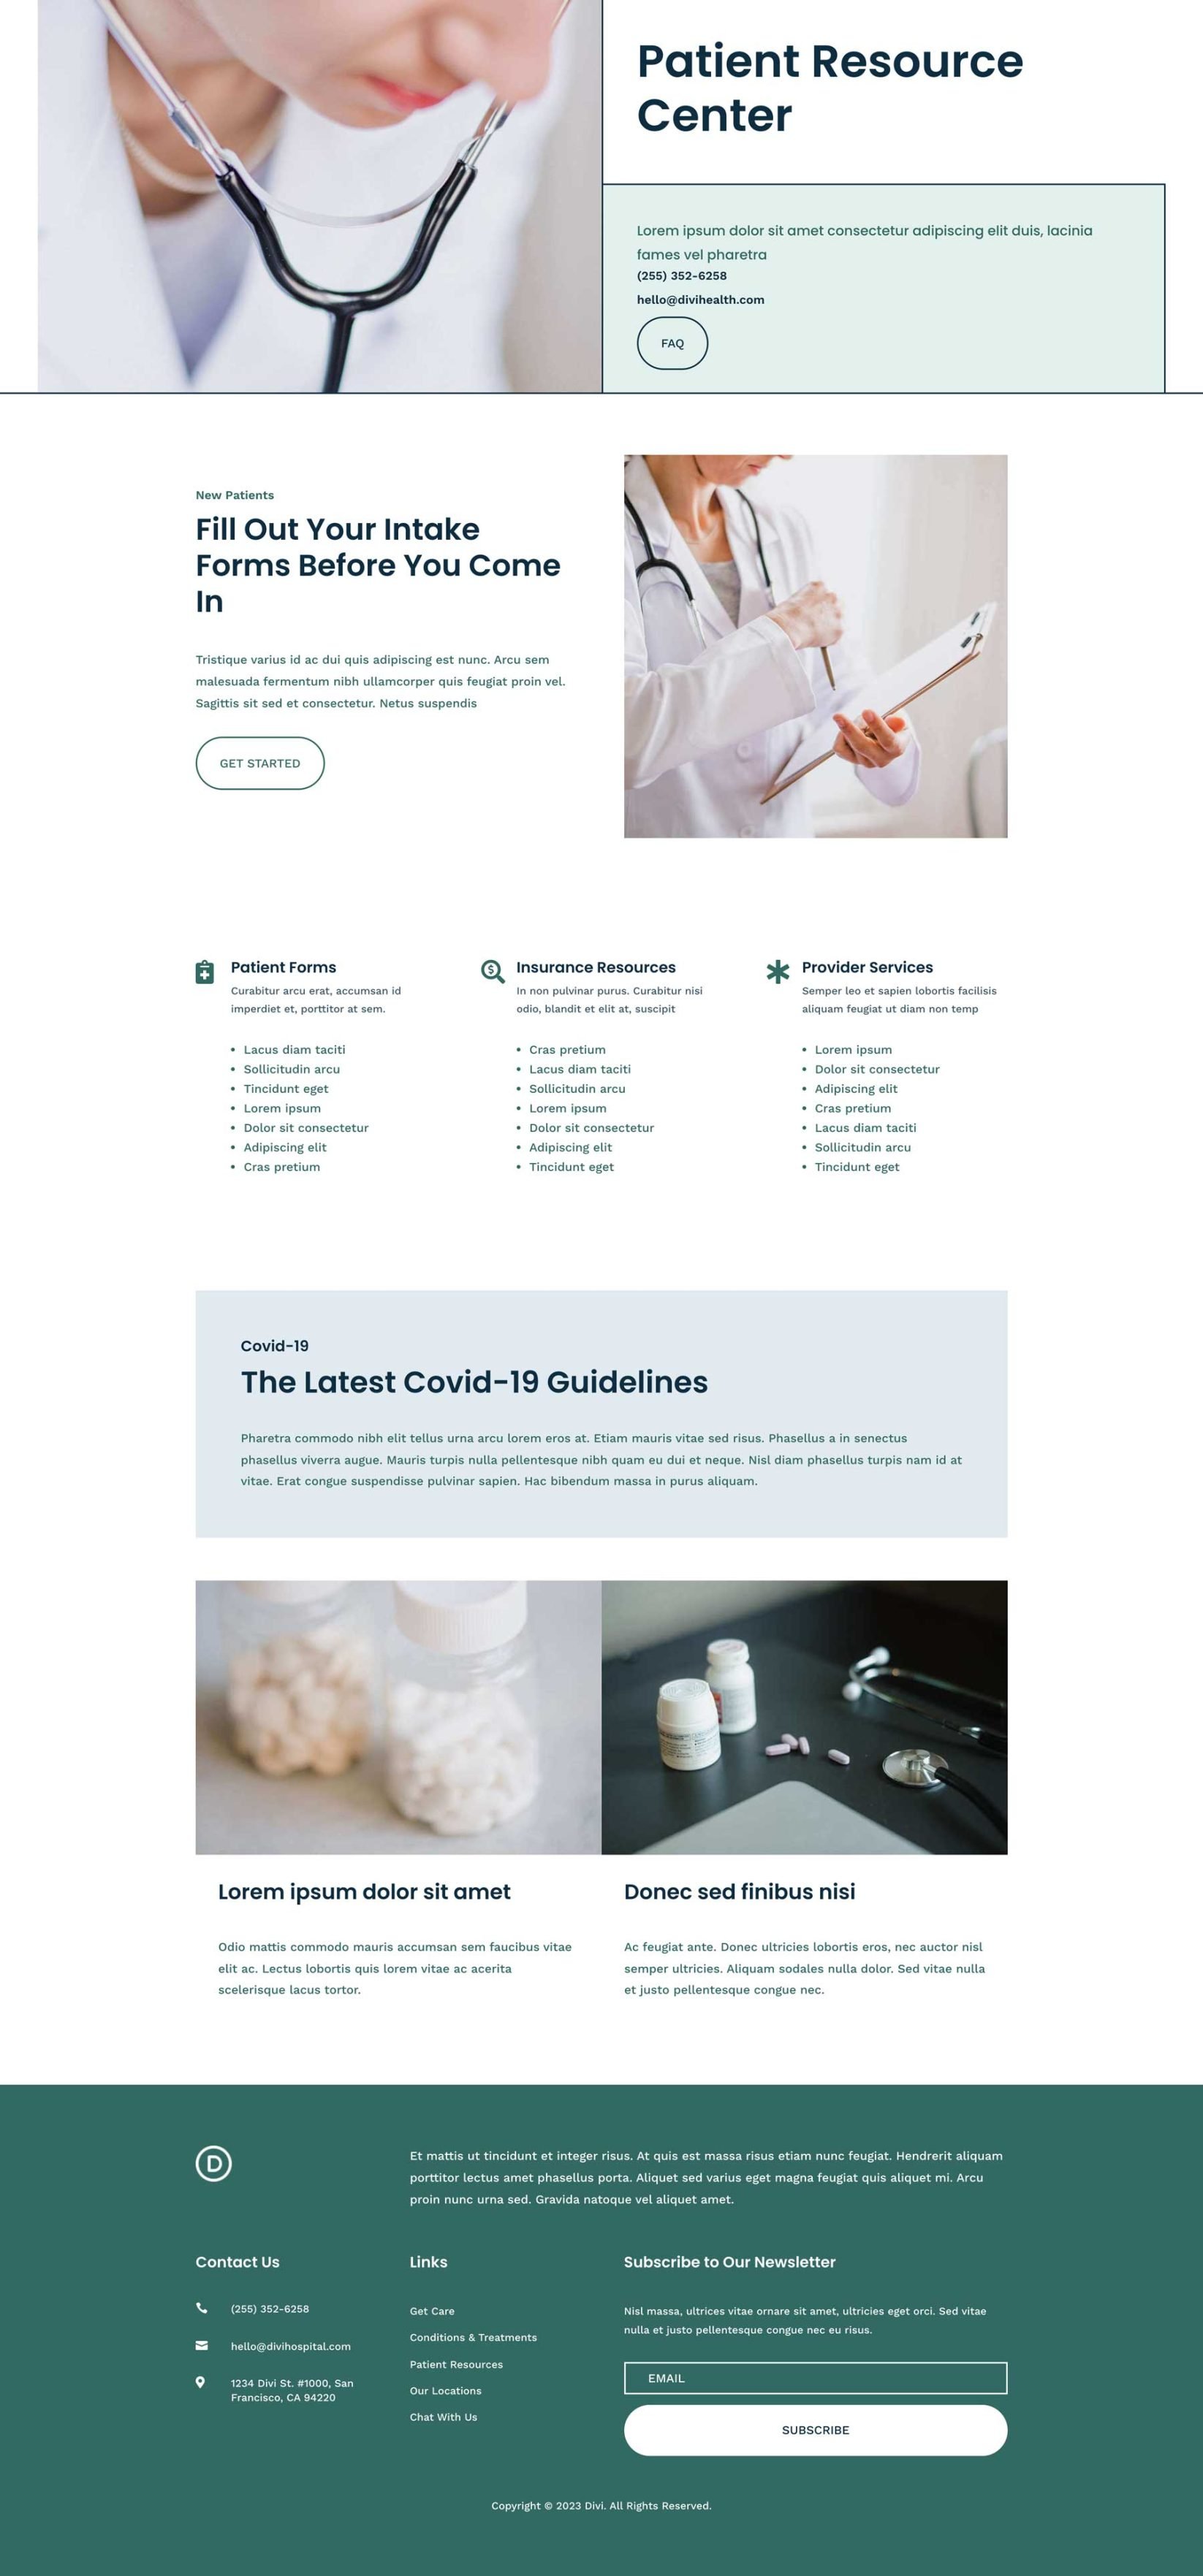 Patient Resource
Center
Lorem ipsum dolor sit amet consectetur adipiscing elit duis, lacinia
fames vel pharetra
(255) 352-6258
hello@divihealth.com
FAQ
New Patients
Fill Out Your Intake
Forms Before You Come
In
Tristique varius id ac dui quis adipiscing est nunc. Arcu sem
malesuada fermentum nibh ullamcorper quis feugiat proin vel.
Sagittis sit sed et consectetur. Netus suspendis
GET STARTED
Patient Forms
Curabitur arcu erat, accumsan id
imperdiet et, porttitor at sem.
• Lacus diam taciti
• Sollicitudin arcu
• Tincidunt eget
• Lorem ipsum
• Dolor sit consectetur
• Adipiscing elit
• Cras pretium
Insurance Resources
In non pulvinar purus. Curabitur nisi
odio, blandit et elit at, suscipit
• Cras pretium
• Lacus diam taciti
• Sollicitudin arcu
• Lorem ipsum
• Dolor sit consectetur
• Adipiscing elit
• Tincidunt eget
Provider Services
Semper leo et sapien lobortis facilisis
aliquam feugiat ut diam non temp
• Lorem ipsum
• Dolor sit consectetur
• Adipiscing elit
• Cras pretium
• Lacus diam taciti
• Sollicitudin arcu
• Tincidunt eget
Covid-19
The Latest Covid-19 Guidelines
Pharetra commodo nibh elit tellus urna arcu lorem eros at. Etiam mauris vitae sed risus. Phasellus a in senectus
phasellus viverra augue. Mauris turpis nulla pellentesque nibh quam eu dui et neque. Nisl diam phasellus turpis nam id at
vitae. Erat congue suspendisse pulvinar sapien. Hac bibendum massa in purus aliquam.
Lorem ipsum dolor sit amet
Odio mattis commodo mauris accumsan sem faucibus vitae
elit ac. Lectus lobortis quis lorem vitae ac acerita
scelerisque lacus tortor.
Donec sed finibus nisi
Ac feugiat ante. Donec ultricies lobortis eros, nec auctor nisl
semper ultricies. Aliquam sodales nulla dolor. Sed vitae nulla
et justo pellentesque congue nec.
D
Et mattis ut tincidunt et integer risus. At quis est massa risus etiam nunc feugiat. Hendrerit aliquam
porttitor lectus amet phasellus porta. Aliquet sed varius eget magna feugiat quis aliquet mi. Arcu
proin nunc urna sed. Gravida natoque vel aliquet amet.
Contact Us
(255) 352-6258
hello@divihospital.com
1234 Divi St. #1000, San
Francisco, CA 94220
Links
Get Care
Conditions & Treatments
Patient Resources
Our Locations
Chat With Us
Subscribe to Our Newsletter
Nisl massa, ultrices vitae ornare sit amet, ultricies eget orci. Sed vitae
nulla et justo pellentesque congue nec eu risus.
EMAIL
SUBSCRIBE
Copyright © 2023 Divi. All Rights Reserved.